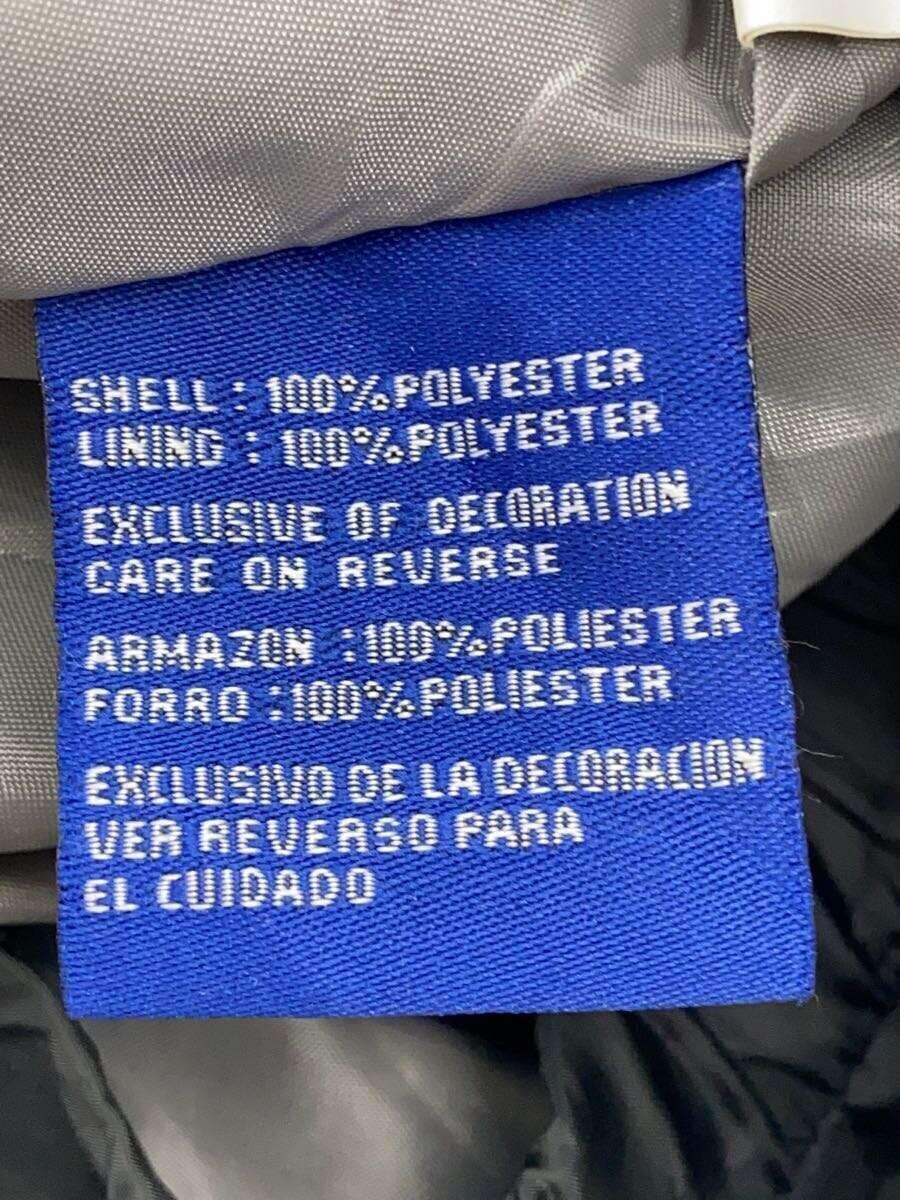 SHELL : 100% POLYESTER
LINING : 100% POLYESTER
EXCLUSIVE OF DECORATION
CARE ON REVERSE
ARMAZON :100% POLIESTER
FORRO :100% POLIESTER
EXCLUSIVO DE LA DECORACION
VER REVERSO PARA
EL CUIDADO